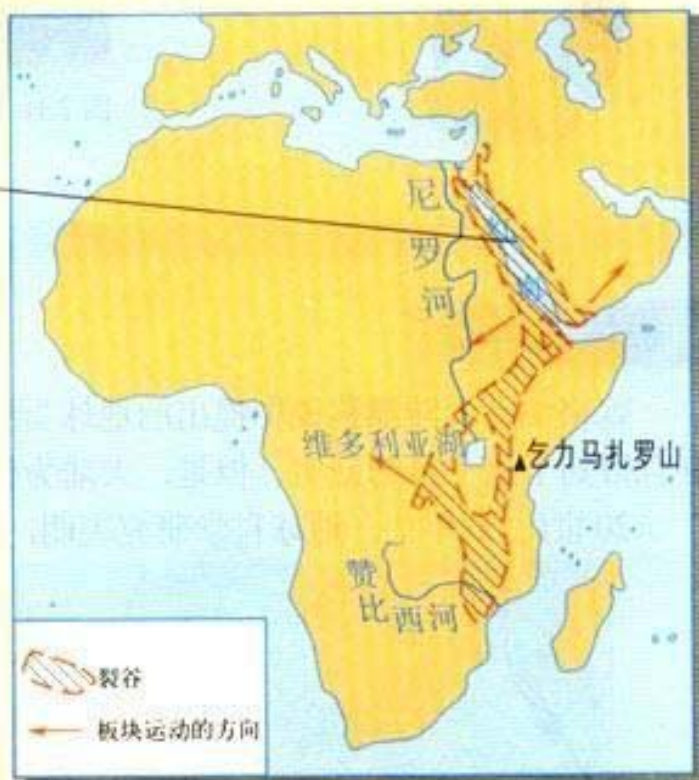 尼罗河
维多利亚湖
乞力马扎罗山
赞比西河
裂谷
板块运动的方向